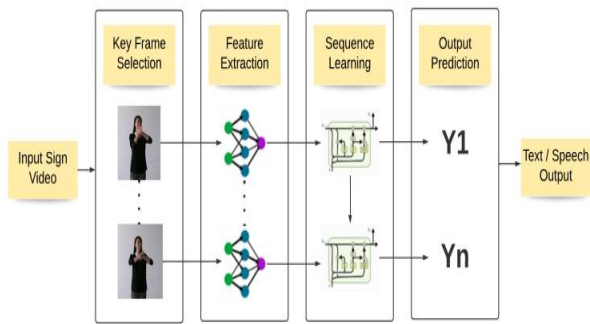 Key Frame
Selection
Feature
Extraction
Sequence
Learning
Output
Prediction
Input Sign
Video
Y1
Yn
Text / Speech
Output